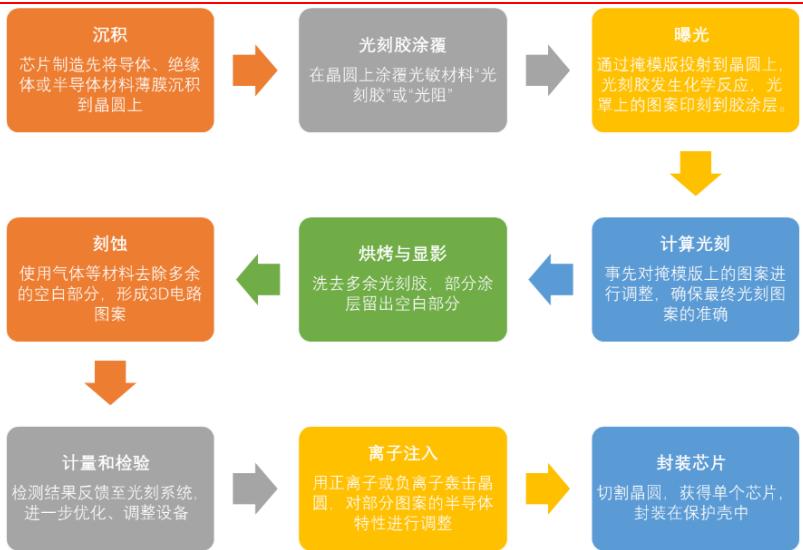 沉积
芯片制造先将导体、绝缘
体或半导体材料薄膜沉积
到晶圆上
光刻胶涂覆
在晶圆上涂覆光敏材料“光
刻胶”或“光阻”
曝光
通过掩模版投射到晶圆上，
光刻胶发生化学反应，光
罩上的图案印刻到胶涂层。
计算光刻
事先对掩模版上的图案进
行调整，确保最终光刻图
案的准确
烘烤与显影
洗去多余光刻胶，部分涂
层留出空白部分
刻蚀
使用气体等材料去除多余
的空白部分，形成3D电路
图案
计量和检验
检测结果反馈至光刻系统，
进一步优化、调整设备
离子注入
用正离子或负离子轰击晶
圆，对部分图案的半导体
特性进行调整
封装芯片
切割晶圆，获得单个芯片，
封装在保护壳中